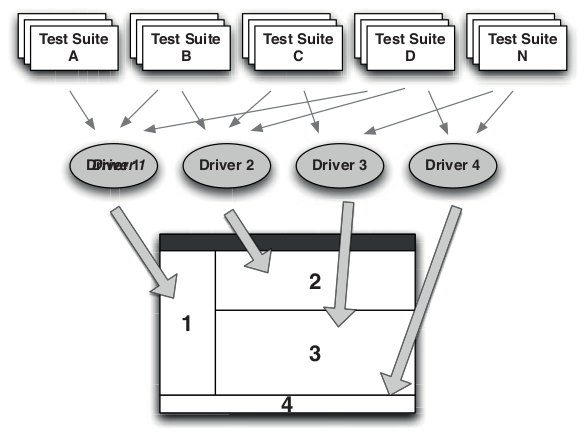 Test Suite
A
Test Suite
B
Test Suite
C
Test Suite
D
Test Suite
N
Driver 1
Driver 2
Driver 3
Driver 4
1
2
3
4